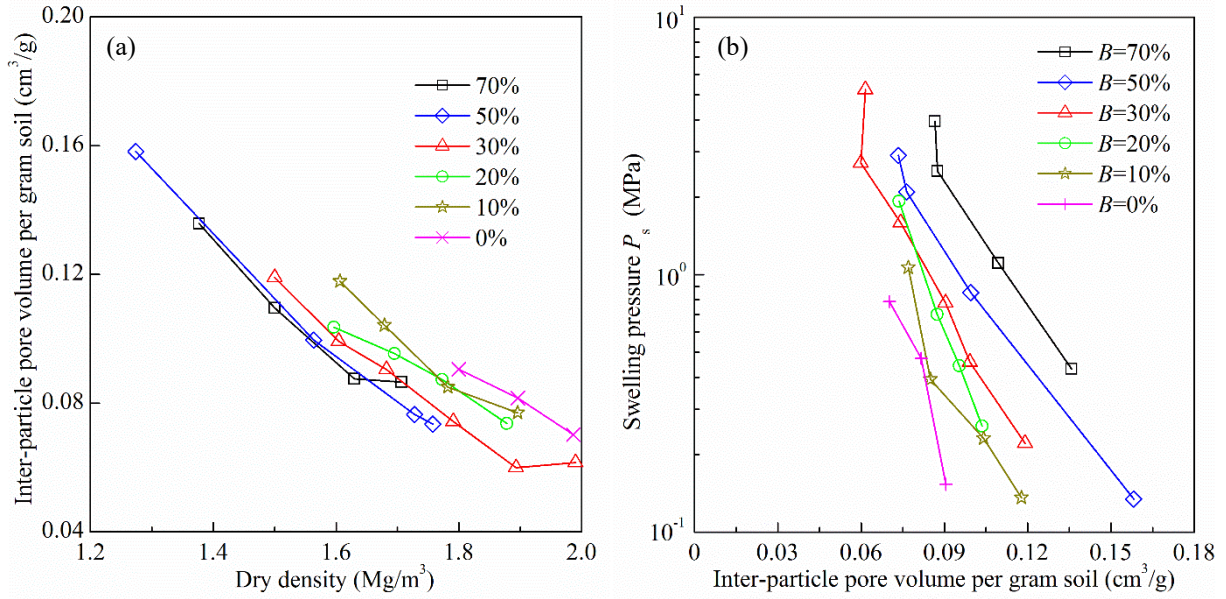 (a)
Inter-particle pore volume per gram soil (cm³/g)
0.20
0.16
0.12
0.08
0.04
70%
50%
30%
20%
10%
0%
1.2
1.4
1.6
1.8
2.0
Dry density (Mg/m³)
(b)
Swelling pressure Pₛ (MPa)
10¹
10⁰
10⁻¹
B=70%
B=50%
B=30%
B=20%
B=10%
B=0%
0
0.03
0.06
0.09
0.12
0.15
0.18
Inter-particle pore volume per gram soil (cm³/g)